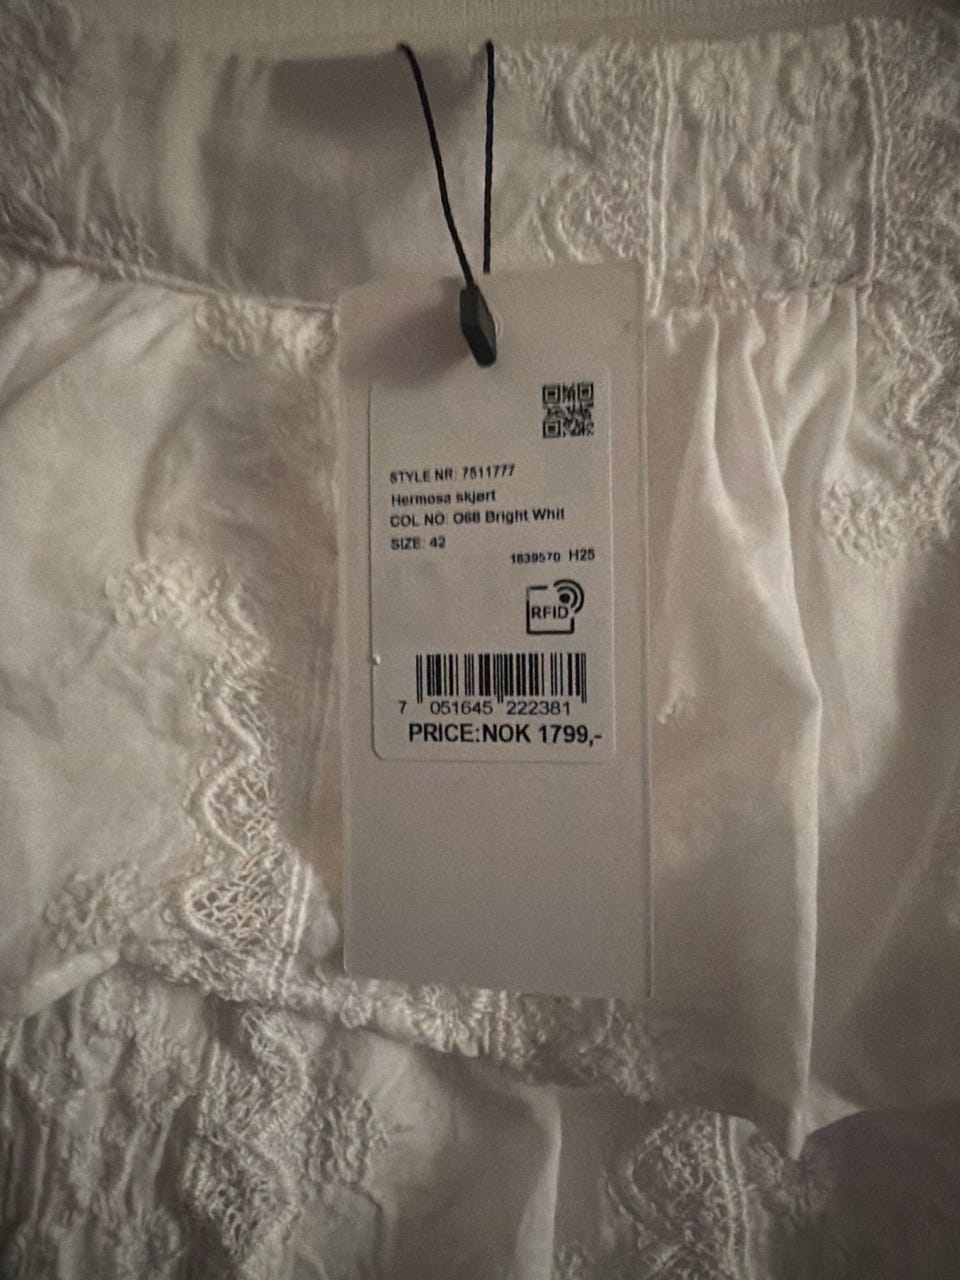 STYLE NR: 7511777
Hermosa skjørt
COL NO: O68 Bright Whit
SIZE: 42
1639570 H25
RFID
7 051645 222381
PRICE:NOK 1799,-